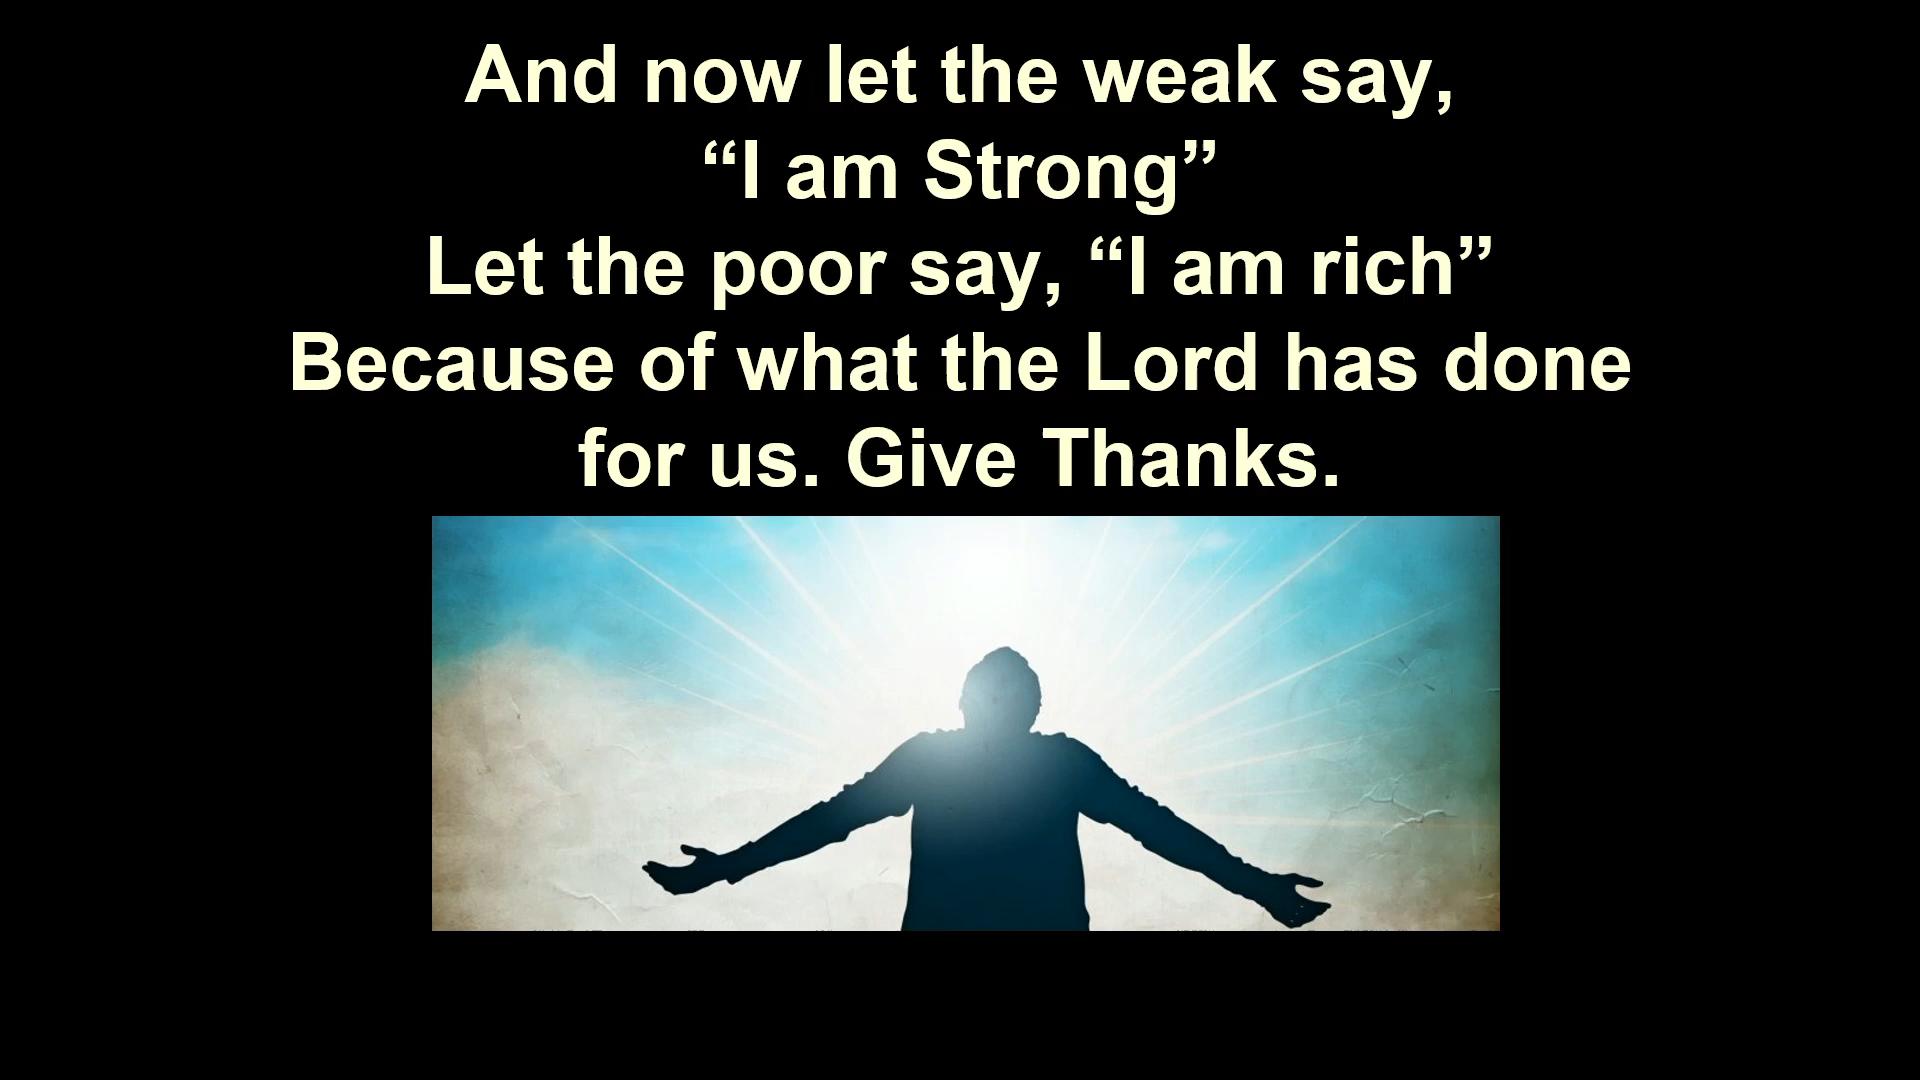 And now let the weak say,
“I am Strong”
Let the poor say, “I am rich”
Because of what the Lord has done
for us. Give Thanks.